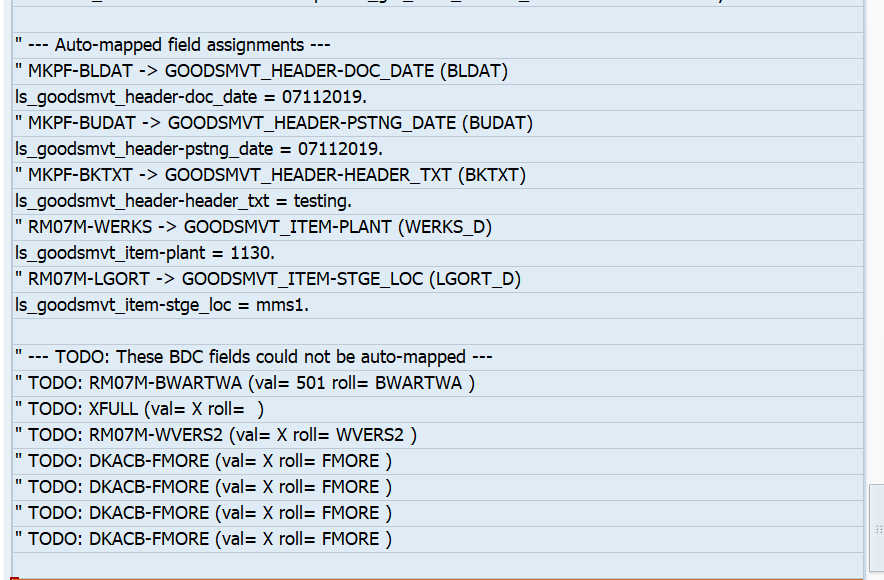 " --- Auto-mapped field assignments ---
" MKPF-BLDAT -> GOODSMVT_HEADER-DOC_DATE (BLDAT)
ls_goodsmvt_header-doc_date = 07112019.
" MKPF-BUDAT -> GOODSMVT_HEADER-PSTNG_DATE (BUDAT)
ls_goodsmvt_header-pstng_date = 07112019.
" MKPF-BKTXT -> GOODSMVT_HEADER-HEADER_TXT (BKTXT)
ls_goodsmvt_header-header_txt = testing.
" RM07M-WERKS -> GOODSMVT_ITEM-PLANT (WERKS_D)
ls_goodsmvt_item-plant = 1130.
" RM07M-LGORT -> GOODSMVT_ITEM-STGE_LOC (LGORT_D)
ls_goodsmvt_item-stge_loc = mms1.
" --- TODO: These BDC fields could not be auto-mapped ---
" TODO: RM07M-BWARTWA (val= 501 roll= BWARTWA )
" TODO: XFULL (val= X roll=  )
" TODO: RM07M-WVERS2 (val= X roll= WVERS2 )
" TODO: DKACB-FMORE (val= X roll= FMORE )
" TODO: DKACB-FMORE (val= X roll= FMORE )
" TODO: DKACB-FMORE (val= X roll= FMORE )
" TODO: DKACB-FMORE (val= X roll= FMORE )